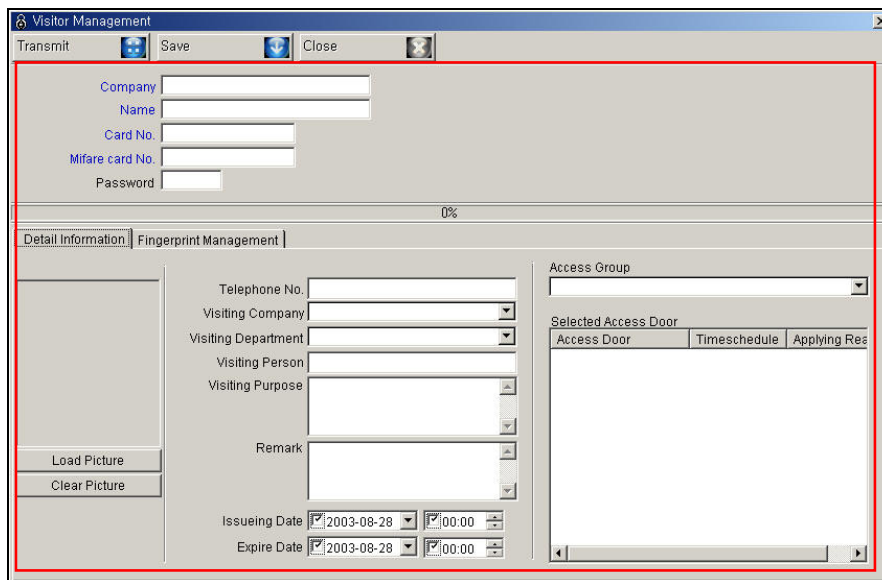 Visitor Management
Transmit Save Close
Company
Name
Card No.
Mifare card No.
Password
0%
Detail Information Fingerprint Management
Load Picture
Clear Picture
Telephone No.
Visiting Company
Visiting Department
Visiting Person
Visiting Purpose
Remark
Issueing Date 2003-08-28 00:00
Expire Date 2003-08-28 00:00
Access Group
Selected Access Door
Access Door Timeschedule Applying Rea